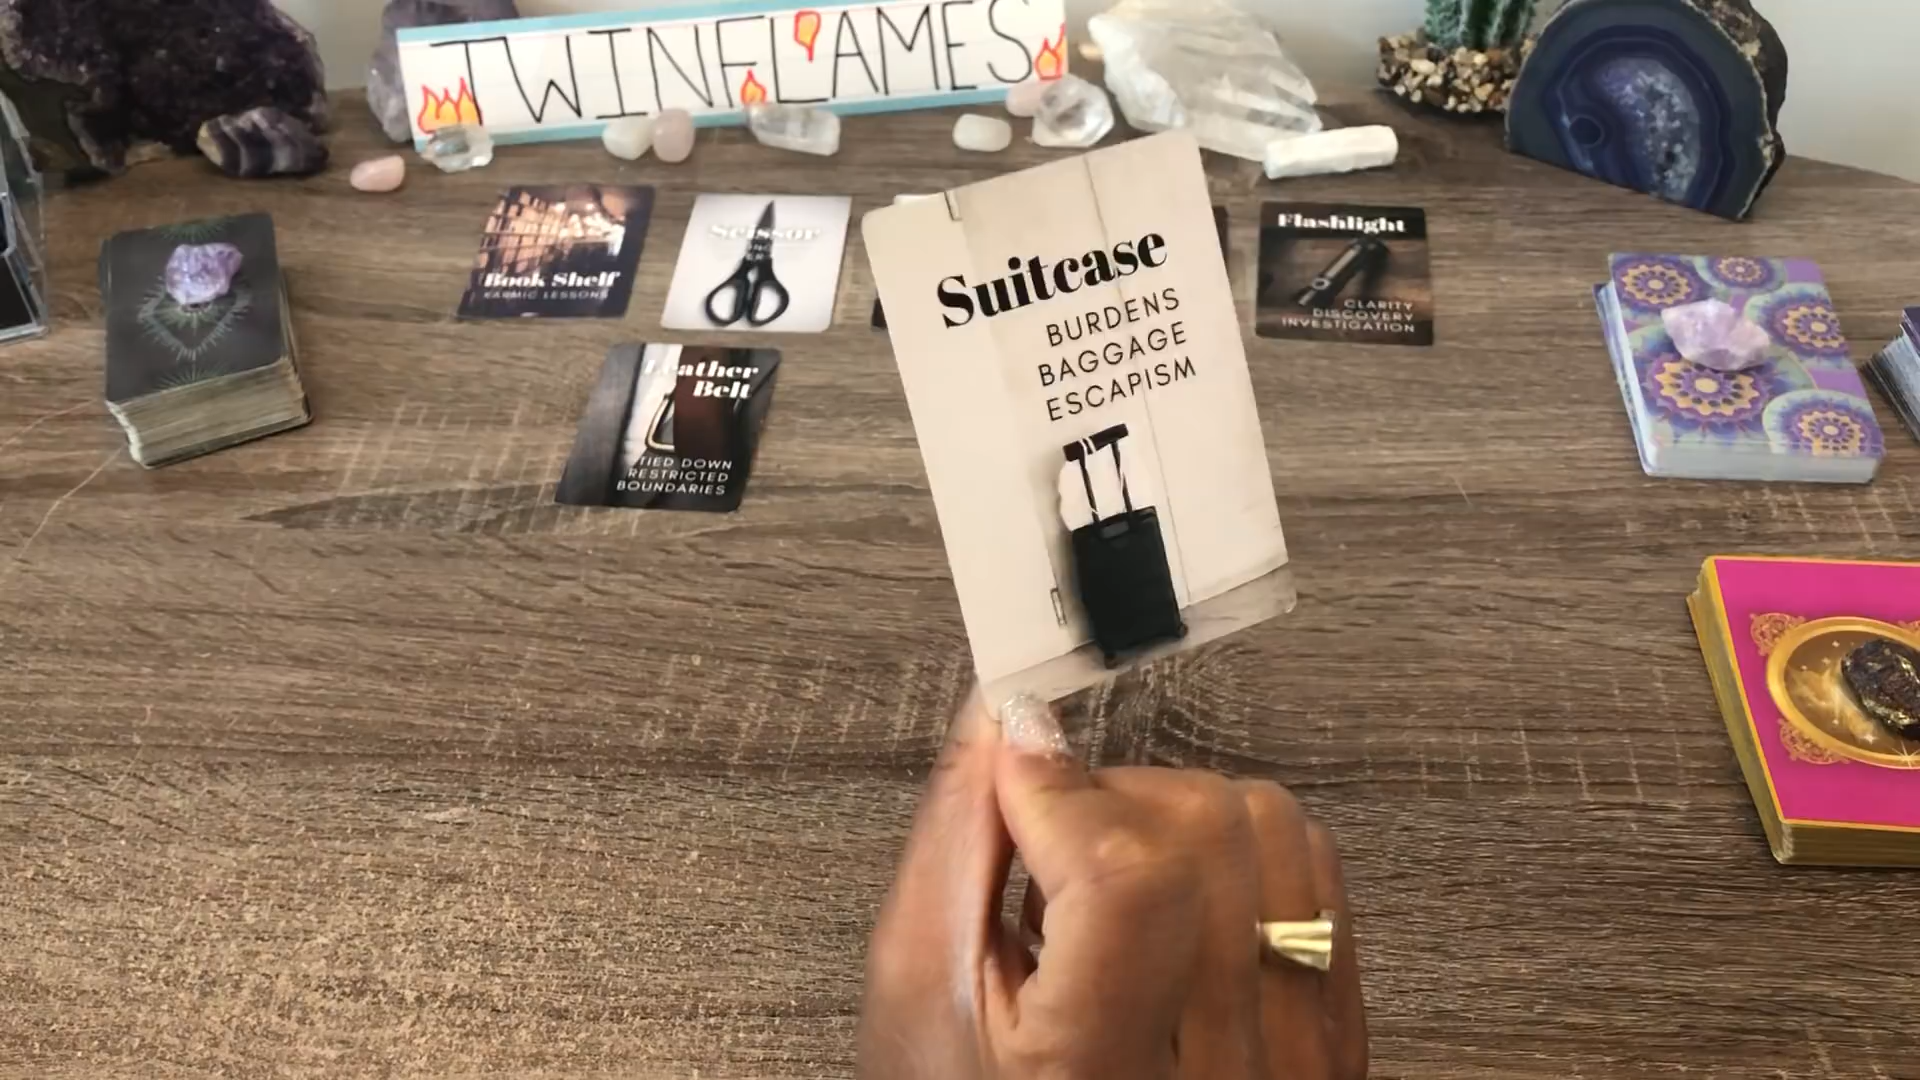 TWINFLAMES
Book Shelf
KARMIC LESSONS
Scissor
Leather
Belt
TIED DOWN
RESTRICTED
BOUNDARIES
Suitcase
BURDENS
BAGGAGE
ESCAPISM
Flashlight
CLARITY
DISCOVERY
INVESTIGATION